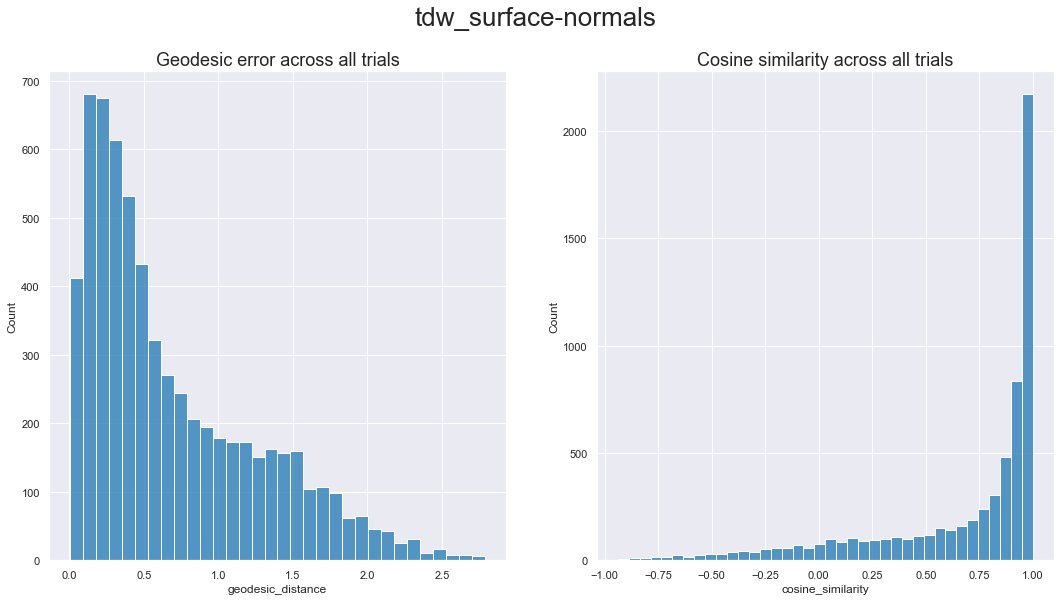 tdw_surface-normals
Geodesic error across all trials
700
600
500
400
300
200
100
0
Count
0.0 0.5 1.0 1.5 2.0 2.5
geodesic_distance
Cosine similarity across all trials
2000
1500
1000
500
0
Count
−1.00 −0.75 −0.50 −0.25 0.00 0.25 0.50 0.75 1.00
cosine_similarity